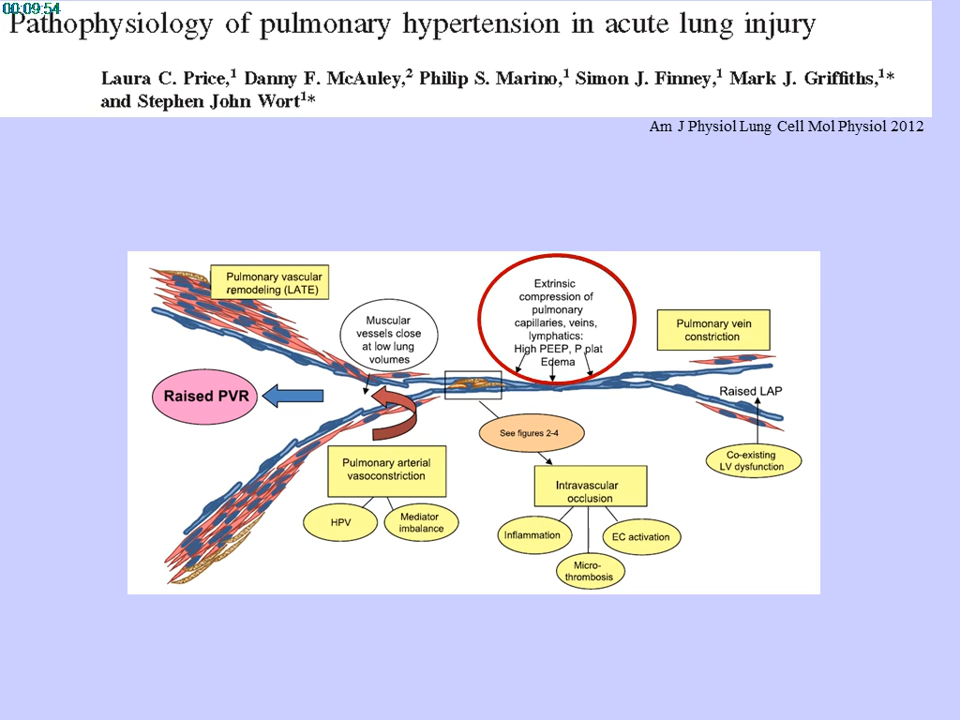 00:09:54
Pathophysiology of pulmonary hypertension in acute lung injury
Laura C. Price,1 Danny F. McAuley,2 Philip S. Marino,1 Simon J. Finney,1 Mark J. Griffiths,1*
and Stephen John Wort1*
Am J Physiol Lung Cell Mol Physiol 2012
Pulmonary vascular
remodeling (LATE)
Muscular
vessels close
at low lung
volumes
Extrinsic
compression of
pulmonary
capillaries, veins,
lymphatics:
High PEEP, P plat
Edema
Pulmonary vein
constriction
Raised PVR
Raised LAP
See figures 2-4
Co-existing
LV dysfunction
Pulmonary arterial
vasoconstriction
Intravascular
occlusion
HPV
Mediator
imbalance
Inflammation
EC activation
Micro-
thrombosis